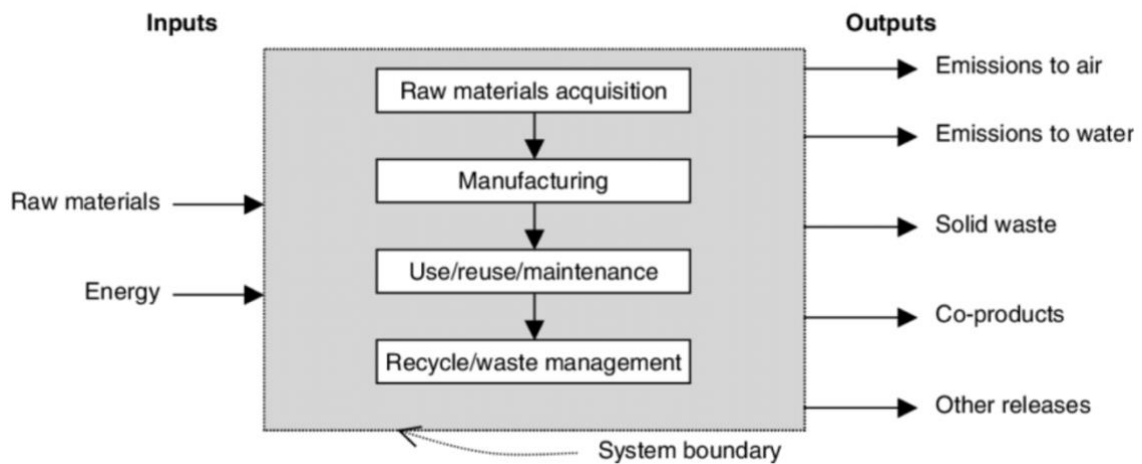 Inputs
Outputs
Raw materials acquisition
Manufacturing
Use/reuse/maintenance
Recycle/waste management
Raw materials
Energy
Emissions to air
Emissions to water
Solid waste
Co-products
Other releases
System boundary